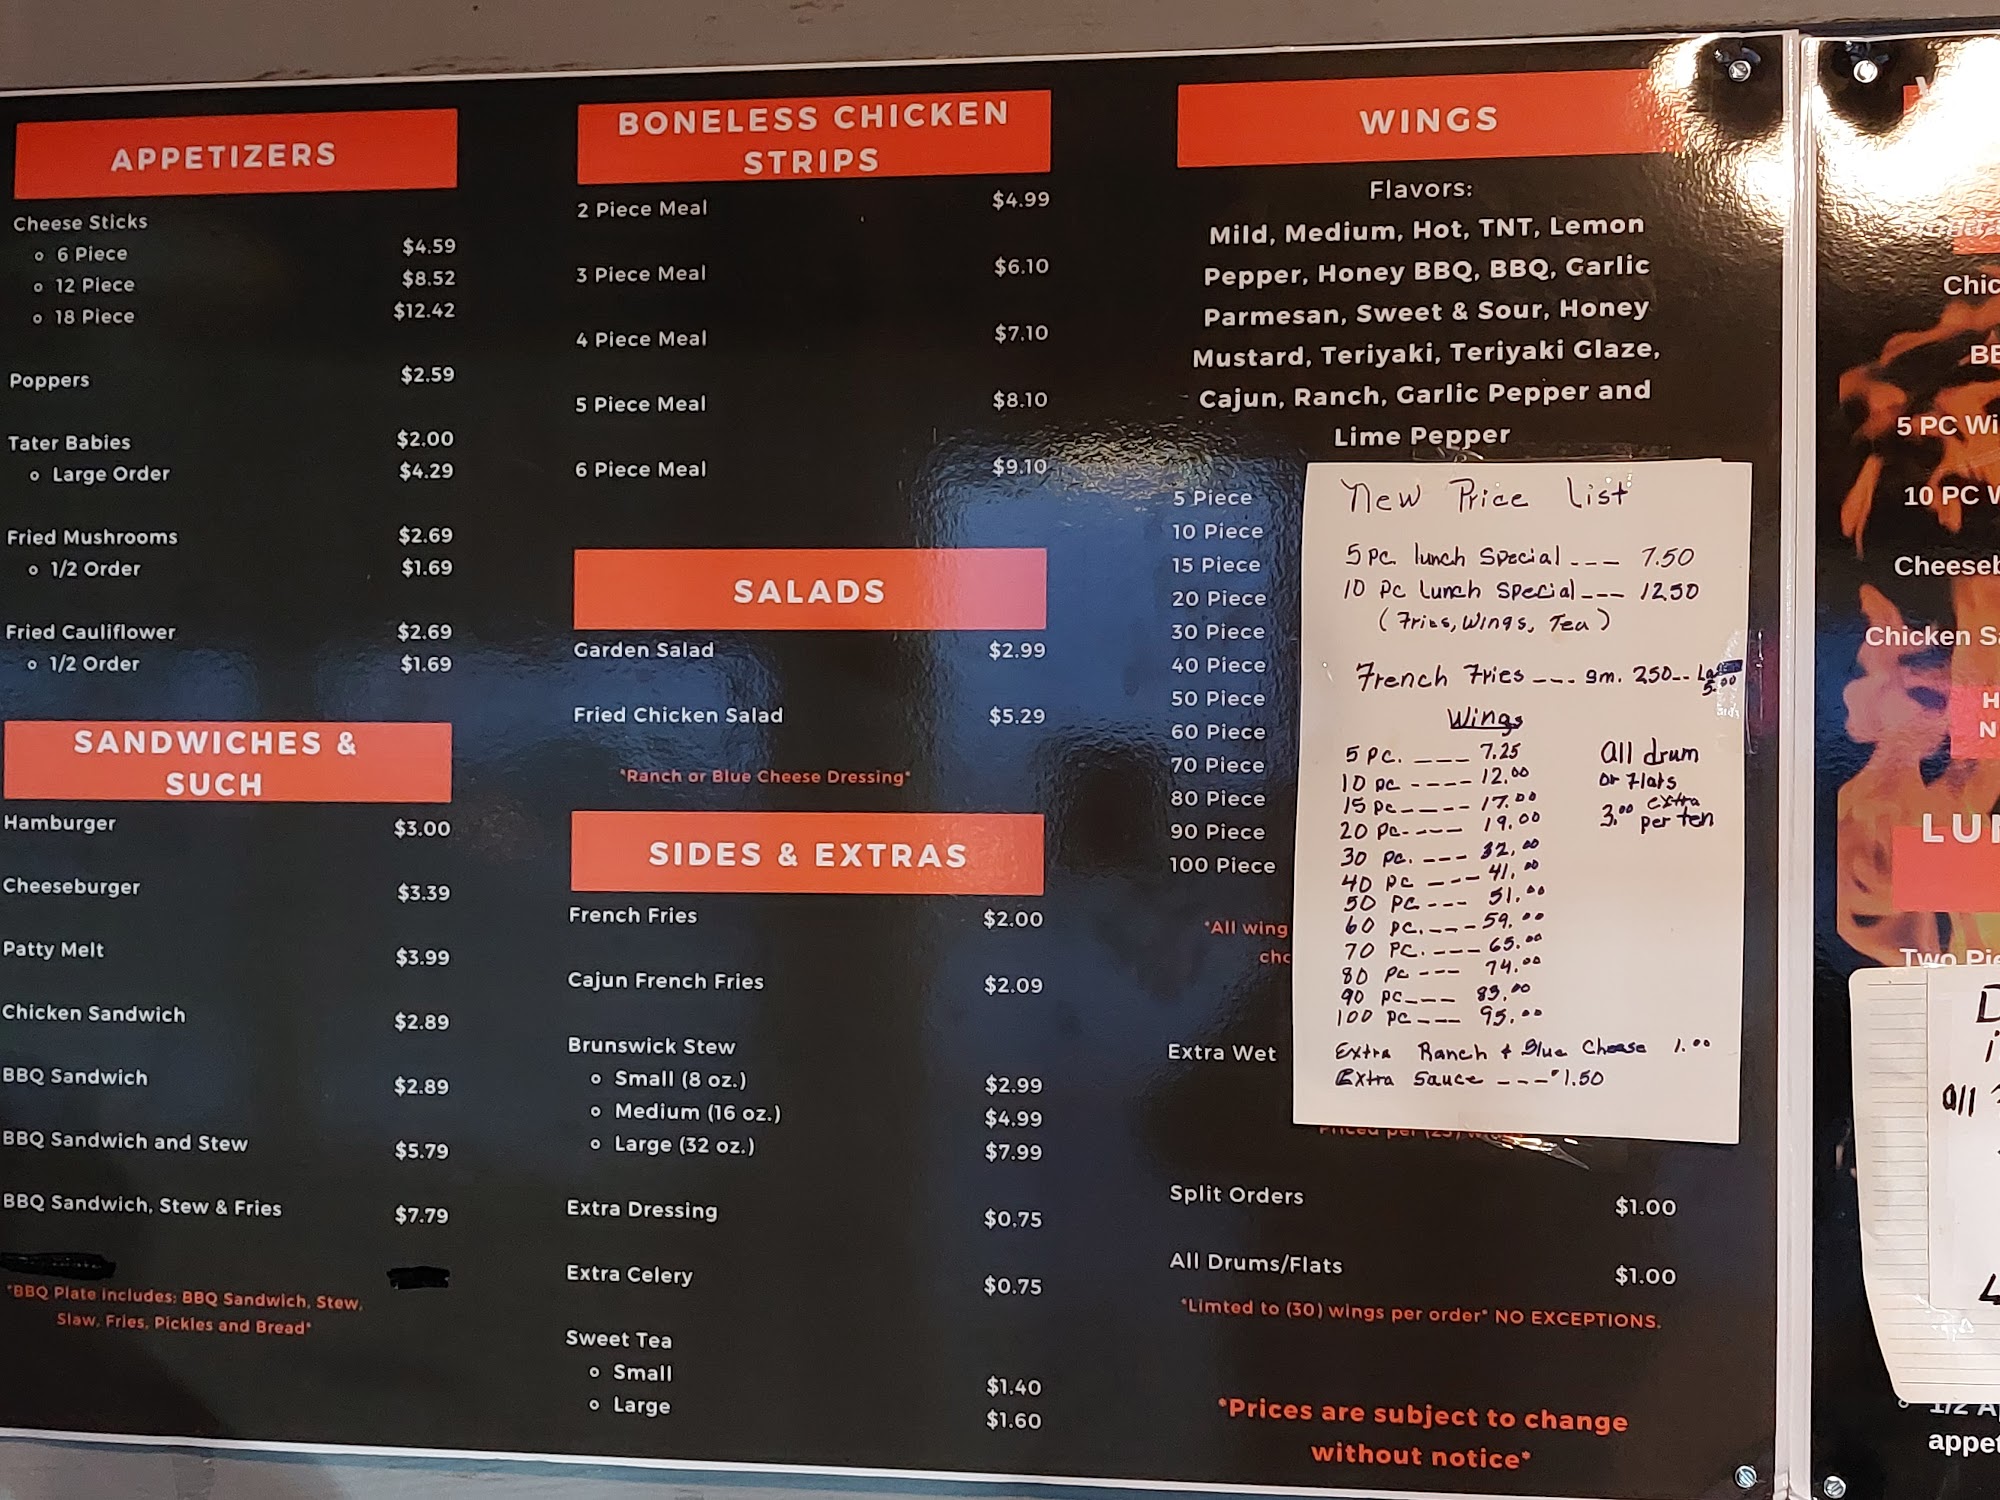 APPETIZERS
Cheese Sticks
6 Piece $4.59
12 Piece $8.52
18 Piece $12.42
Poppers $2.59
Tater Babies $2.00
Large Order $4.29
Fried Mushrooms $2.69
1/2 Order $1.69
Fried Cauliflower $2.69
1/2 Order $1.69
SANDWICHES &
SUCH
Hamburger $3.00
Cheeseburger $3.39
Patty Melt $3.99
Chicken Sandwich $2.89
BBQ Sandwich $2.89
BBQ Sandwich and Stew $5.79
BBQ Sandwich, Stew & Fries $7.79
*BBQ Plate includes: BBQ Sandwich, Stew,
Slaw, Fries, Pickles and Bread*
BONELESS CHICKEN
STRIPS
2 Piece Meal $4.99
3 Piece Meal $6.10
4 Piece Meal $7.10
5 Piece Meal $8.10
6 Piece Meal $9.10
SALADS
Garden Salad $2.99
Fried Chicken Salad $5.29
*Ranch or Blue Cheese Dressing*
SIDES & EXTRAS
French Fries $2.00
Cajun French Fries $2.09
Brunswick Stew
Small (8 oz.) $2.99
Medium (16 oz.) $4.99
Large (32 oz.) $7.99
Extra Dressing $0.75
Extra Celery $0.75
Sweet Tea
Small $1.40
Large $1.60
WINGS
Flavors:
Mild, Medium, Hot, TNT, Lemon
Pepper, Honey BBQ, BBQ, Garlic
Parmesan, Sweet & Sour, Honey
Mustard, Teriyaki, Teriyaki Glaze,
Cajun, Ranch, Garlic Pepper and
Lime Pepper
5 Piece
10 Piece
15 Piece
20 Piece
30 Piece
40 Piece
50 Piece
60 Piece
70 Piece
80 Piece
90 Piece
100 Piece
*All wing
Extra Wet
New Price List
5 pc. lunch Special --- 7.50
10 pc Lunch Special --- 12.50
(Fries, Wings, Tea)
French Fries --- sm. 2.50--
5.00
Wings
5 pc. --- 7.25
10 pc ---- 12.00
15 pc ---- 17.00
20 pc. --- 19.00
30 pc. --- 32.00
40 pc --- 41.00
50 pc --- 51.00
60 pc. --- 59.00
70 pc. --- 65.00
80 pc --- 74.00
90 pc --- 83.00
100 pc --- 95.00
all drum
or flats
3.00 extra
per ten
Extra Ranch + Blue Cheese 1.00
Extra Sauce --- 1.50
Priced per (25)
Split Orders $1.00
All Drums/Flats $1.00
*Limted to (30) wings per order* NO EXCEPTIONS.
*Prices are subject to change
without notice*
5 PC
10 PC
Chicken
Two
all